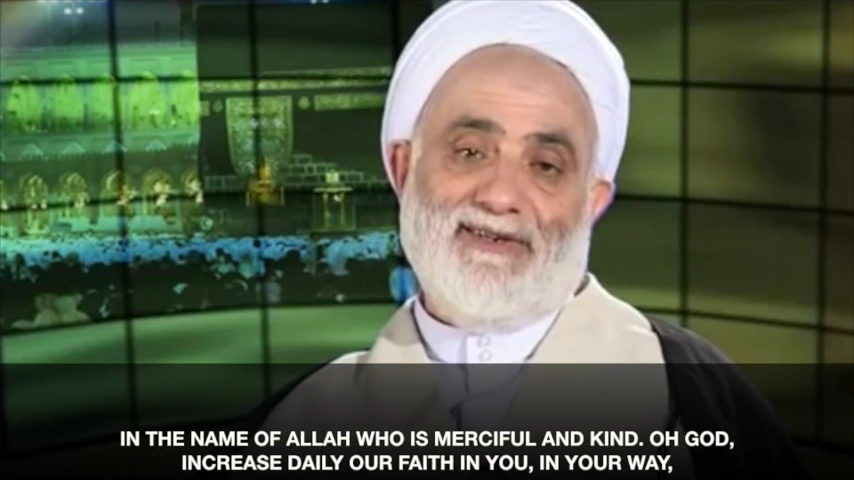 IN THE NAME OF ALLAH WHO IS MERCIFUL AND KIND. OH GOD,
INCREASE DAILY OUR FAITH IN YOU, IN YOUR WAY,